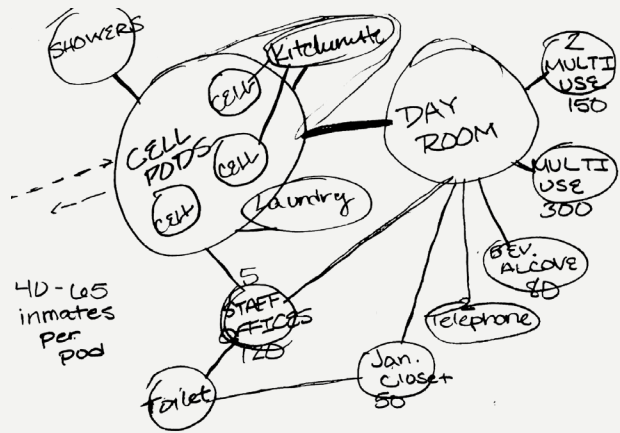 SHOWERS
Kitchenette
CELL
CELL
PODS
CELL
CELL
Laundry
DAY
ROOM
2
MULTI
USE
150
MULTI
USE
300
BEV.
ALCOVE
80
2
Telephone
Jan.
Closet
50
5
STAFF
OFFICES
120
Toilet
40-65
inmates
per
pod